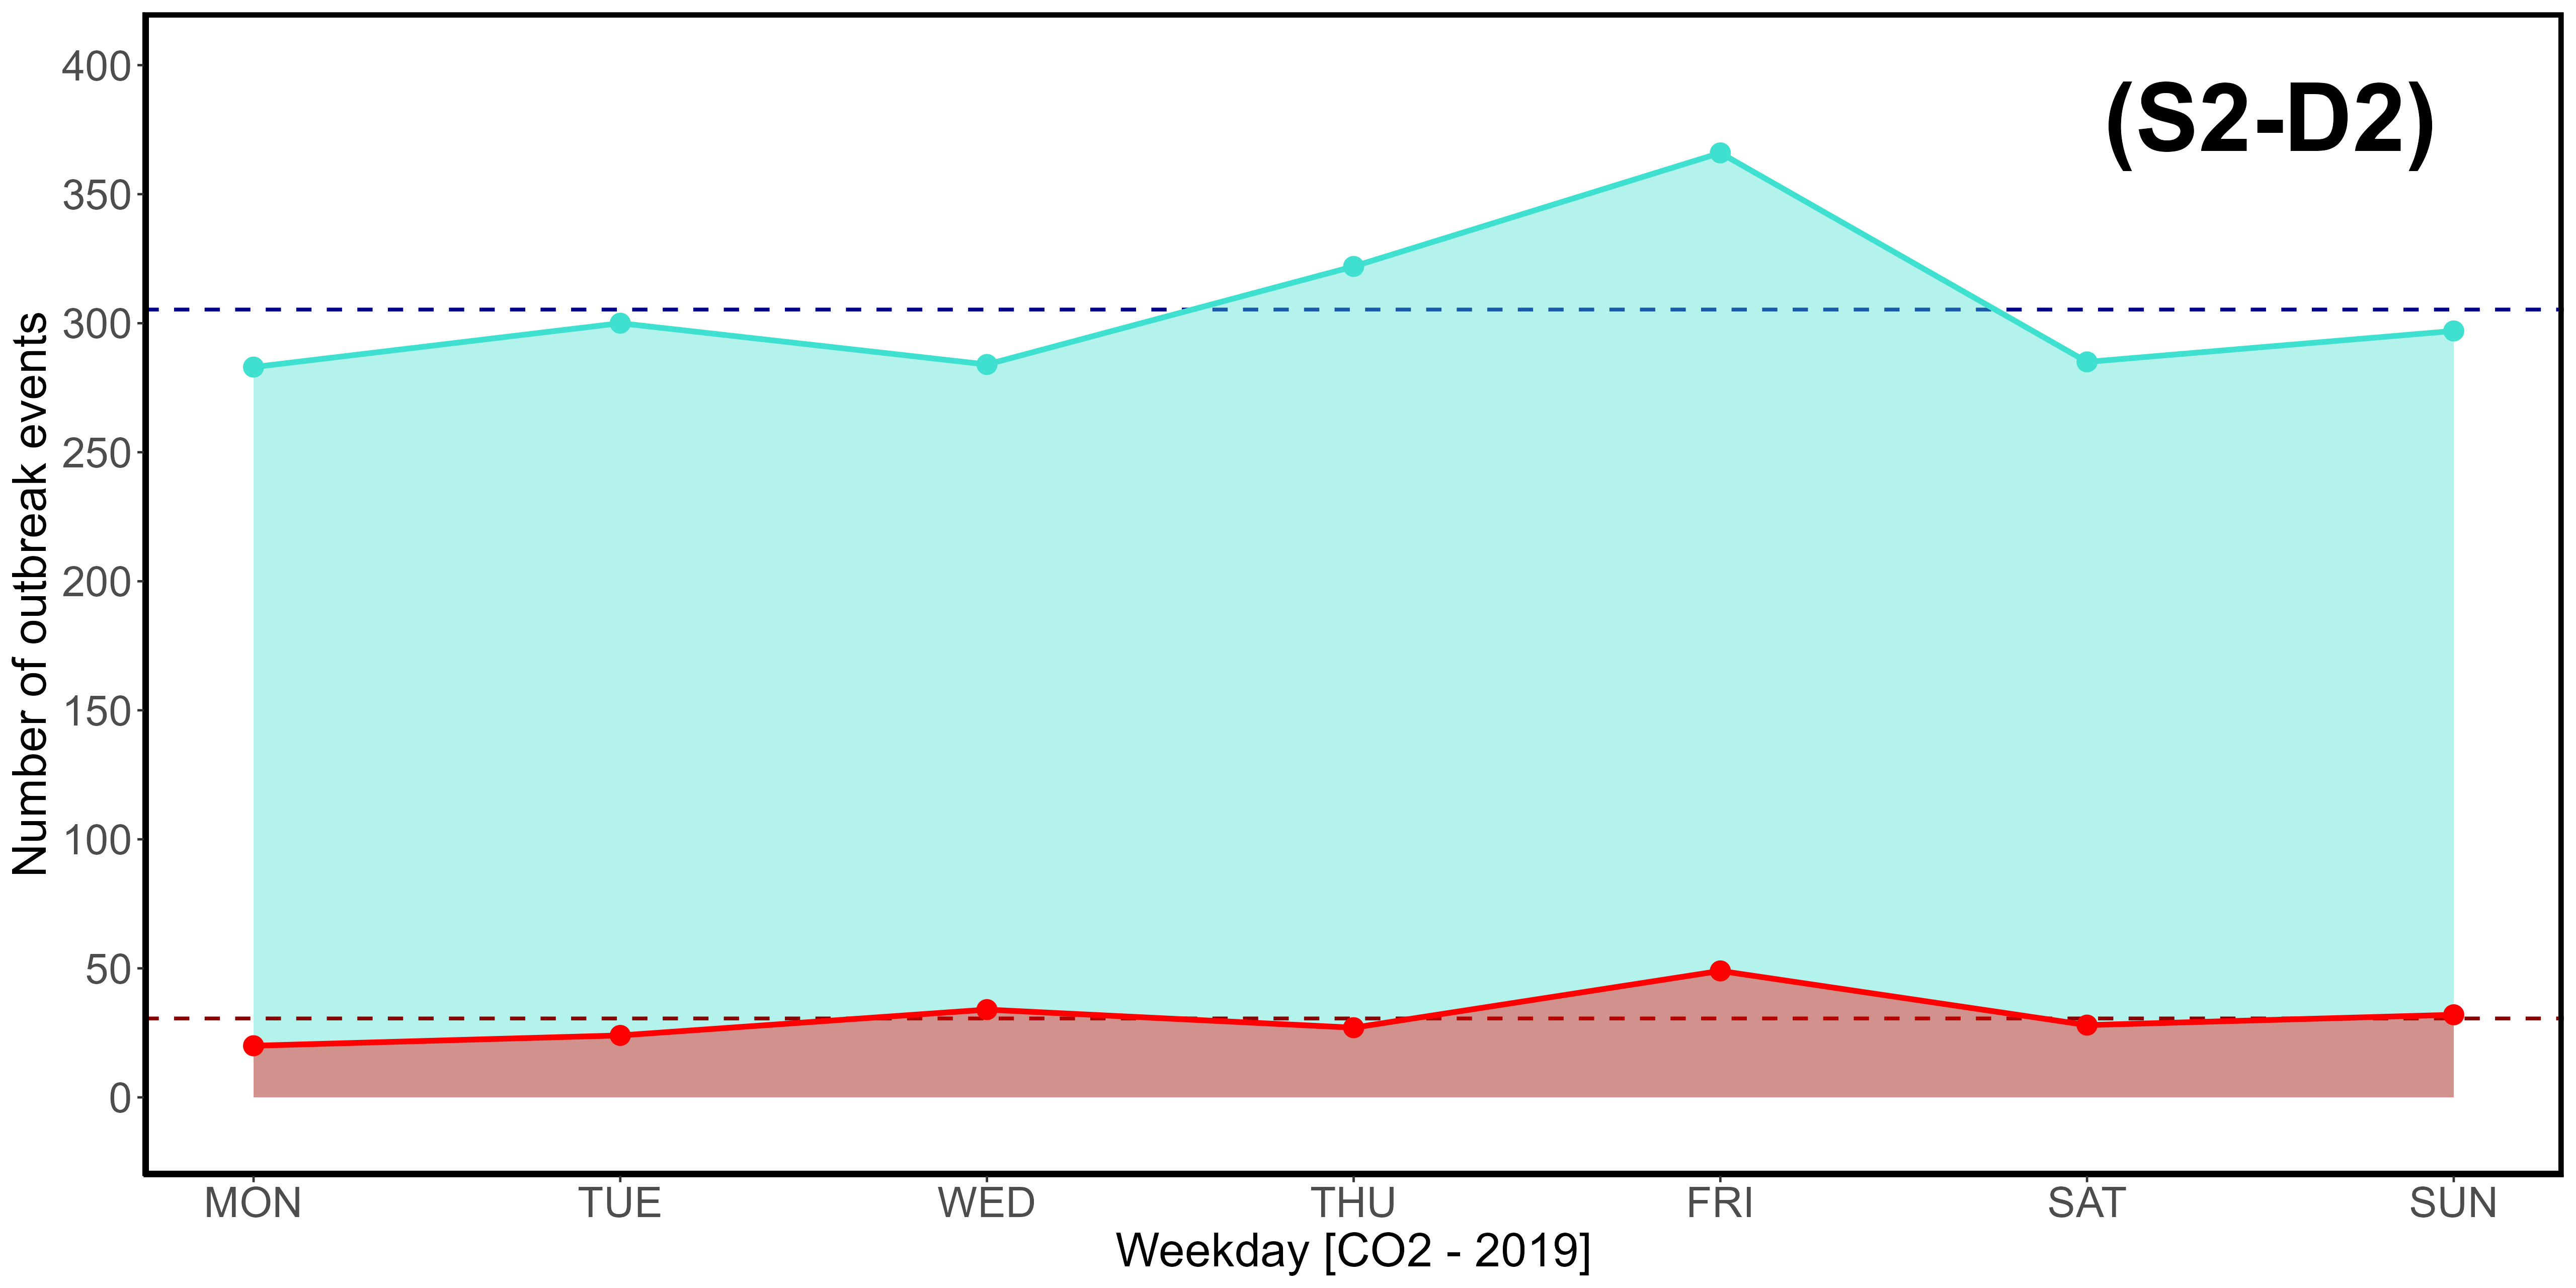 (S2-D2)
Number of outbreak events
400
350
300
250
200
150
100
50
0
MON TUE WED THU FRI SAT SUN
Weekday [CO2 - 2019]